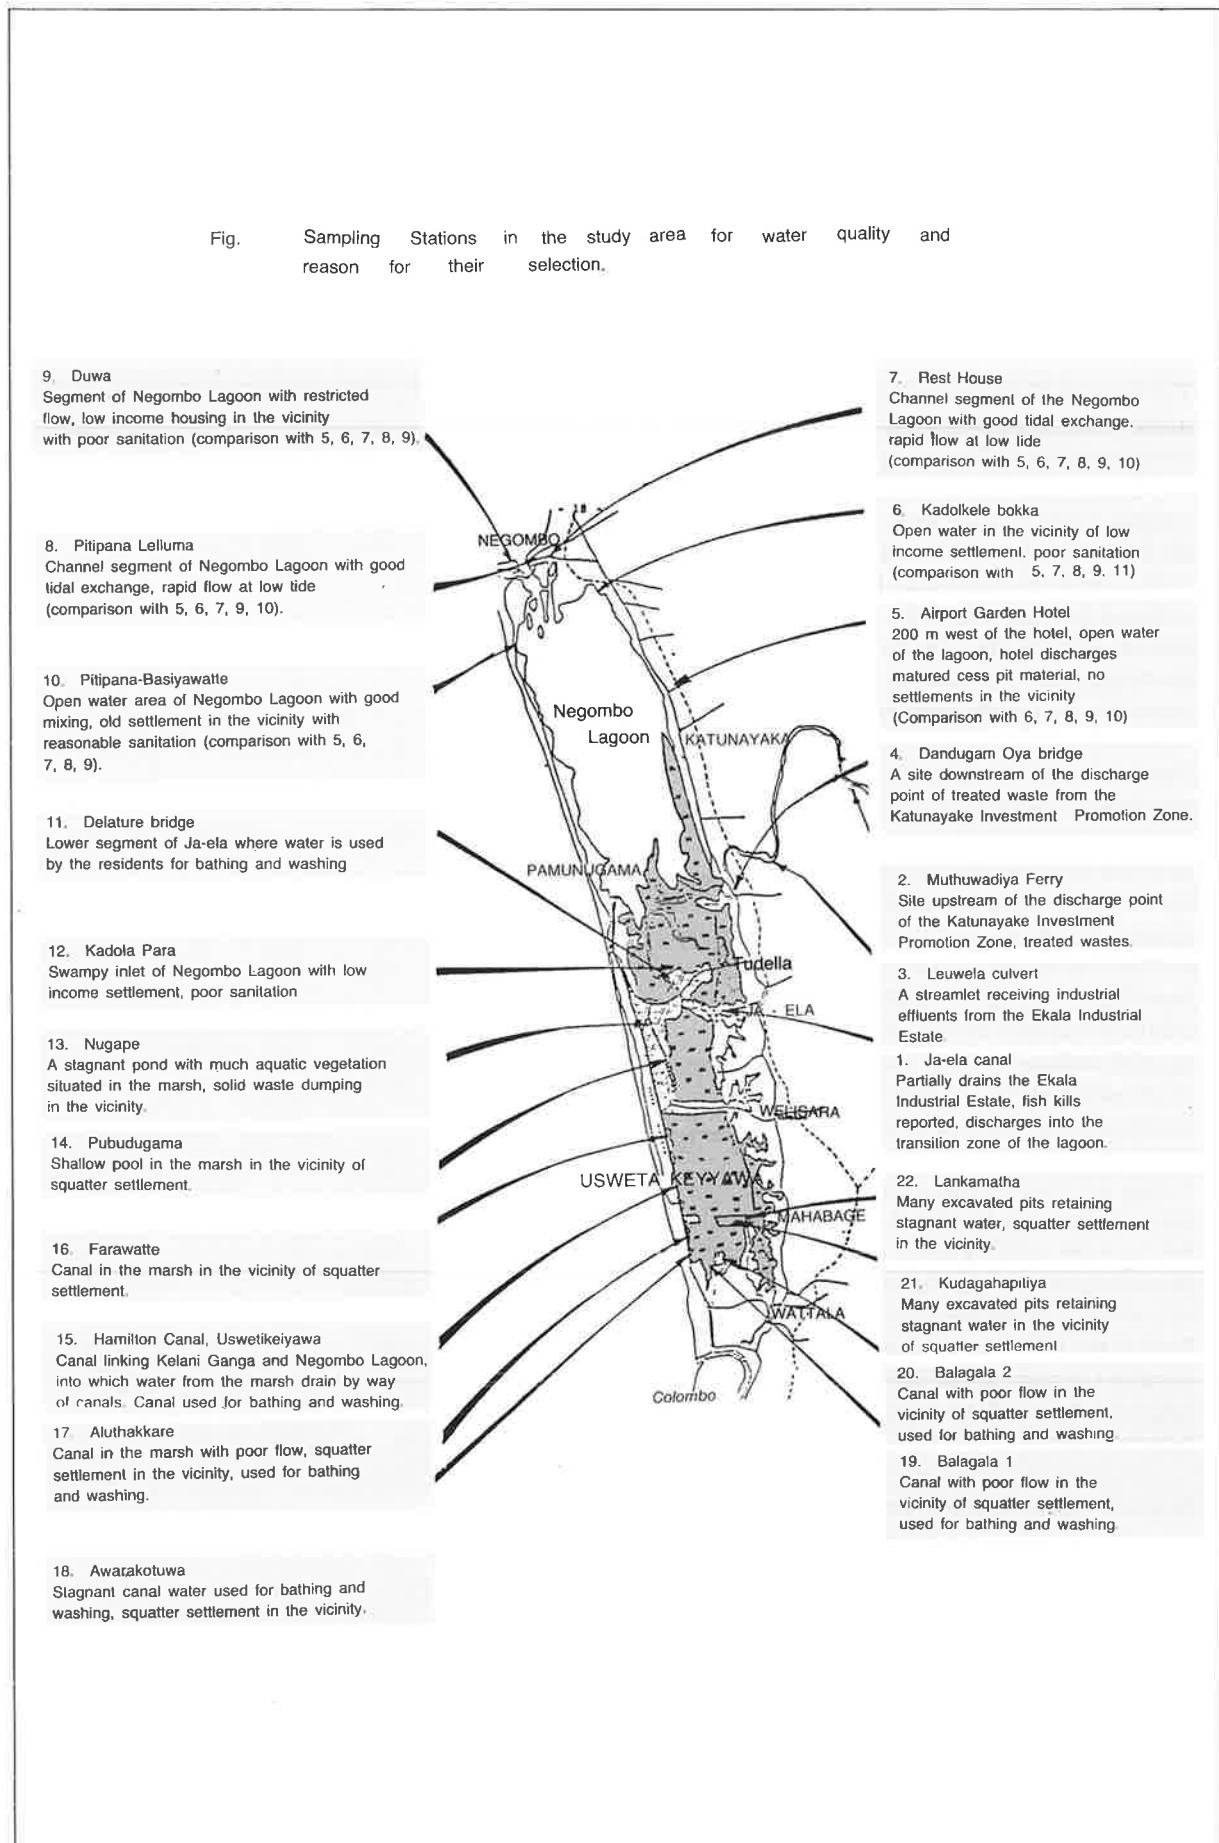 Fig. Sampling Stations in the study area for water quality and
reason for their selection.
9. Duwa
Segment of Negombo Lagoon with restricted
flow, low income housing in the vicinity
with poor sanitation (comparison with 5, 6, 7, 8, 9).
8. Pitipana Lelluma
Channel segment of Negombo Lagoon with good
tidal exchange, rapid flow at low tide
(comparison with 5, 6, 7, 9, 10).
10. Pitipana-Basiyawatte
Open water area of Negombo Lagoon with good
mixing, old settlement in the vicinity with
reasonable sanitation (comparison with 5, 6,
7, 8, 9).
11. Delature bridge
Lower segment of Ja-ela where water is used
by the residents for bathing and washing
12. Kadola Para
Swampy inlet of Negombo Lagoon with low
income settlement, poor sanitation
13. Nugape
A stagnant pond with much aquatic vegetation
situated in the marsh, solid waste dumping
in the vicinity.
14. Pubudugama
Shallow pool in the marsh in the vicinity of
squatter settlement.
16. Farawatte
Canal in the marsh in the vicinity of squatter
settlement.
15. Hamilton Canal, Uswetikeiyawa
Canal linking Kelani Ganga and Negombo Lagoon,
into which water from the marsh drain by way
of canals. Canal used for bathing and washing.
17. Aluthakkare
Canal in the marsh with poor flow, squatter
settlement in the vicinity, used for bathing
and washing.
18. Awarakotuwa
Stagnant canal water used for bathing and
washing, squatter settlement in the vicinity.
18
NEGOMBO
Negombo
Lagoon
KATUNAYAKA
PAMUNUGAMA
Tudella
JA - ELA
WELISARA
USWETA KEYYAWA
MAHABAGE
WATTALA
Colombo
7. Rest House
Channel segment of the Negombo
Lagoon with good tidal exchange.
rapid flow at low lide
(comparison with 5, 6, 7, 8, 9, 10)
6. Kadolkele bokka
Open water in the vicinity of low
income settlement. poor sanitation
(comparison with 5, 7, 8, 9. 11)
5. Airport Garden Hotel
200 m west of the hotel, open water
of the lagoon, hotel discharges
matured cess pit material, no
settlements in the vicinity
(Comparison with 6, 7, 8, 9, 10)
4. Dandugam Oya bridge
A site downstream of the discharge
point of treated waste from the
Katunayake Investment Promotion Zone.
2. Muthuwadiya Ferry
Site upstream of the discharge point
of the Katunayake Investment
Promotion Zone, treated wastes.
3. Leuwela culvert
A streamlet receiving industrial
effluents from the Ekala Industrial
Estate.
1. Ja-ela canal
Partially drains the Ekala
Industrial Estate, fish kills
reported, discharges into the
transition zone of the lagoon.
22. Lankamatha
Many excavated pits retaining
stagnant water, squatter settlement
in the vicinity.
21. Kudagahapiliya
Many excavated pits retaining
stagnant water in the vicinity
of squatter settlement
20. Balagala 2
Canal with poor flow in the
vicinity of squatter settlement,
used for bathing and washing.
19. Balagala 1
Canal with poor flow in the
vicinity of squatter settlement,
used for bathing and washing.